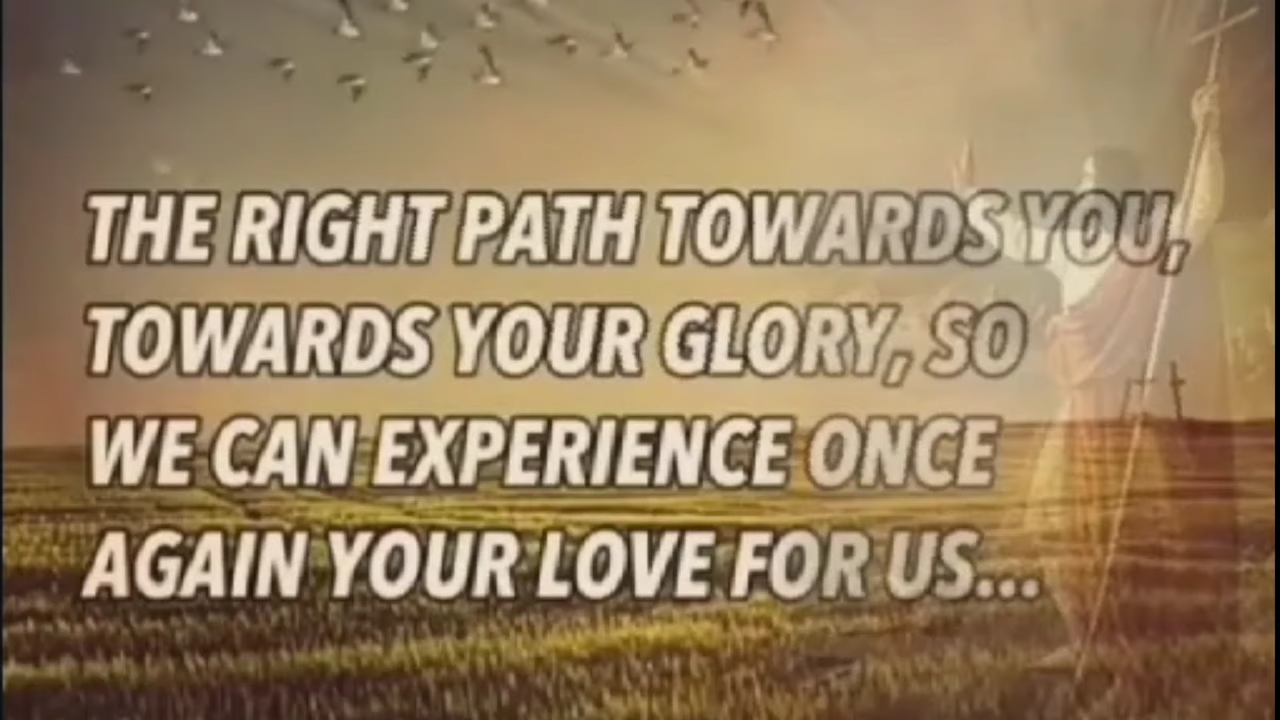 THE RIGHT PATH TOWARDS YOU,
TOWARDS YOUR GLORY, SO
WE CAN EXPERIENCE ONCE
AGAIN YOUR LOVE FOR US...